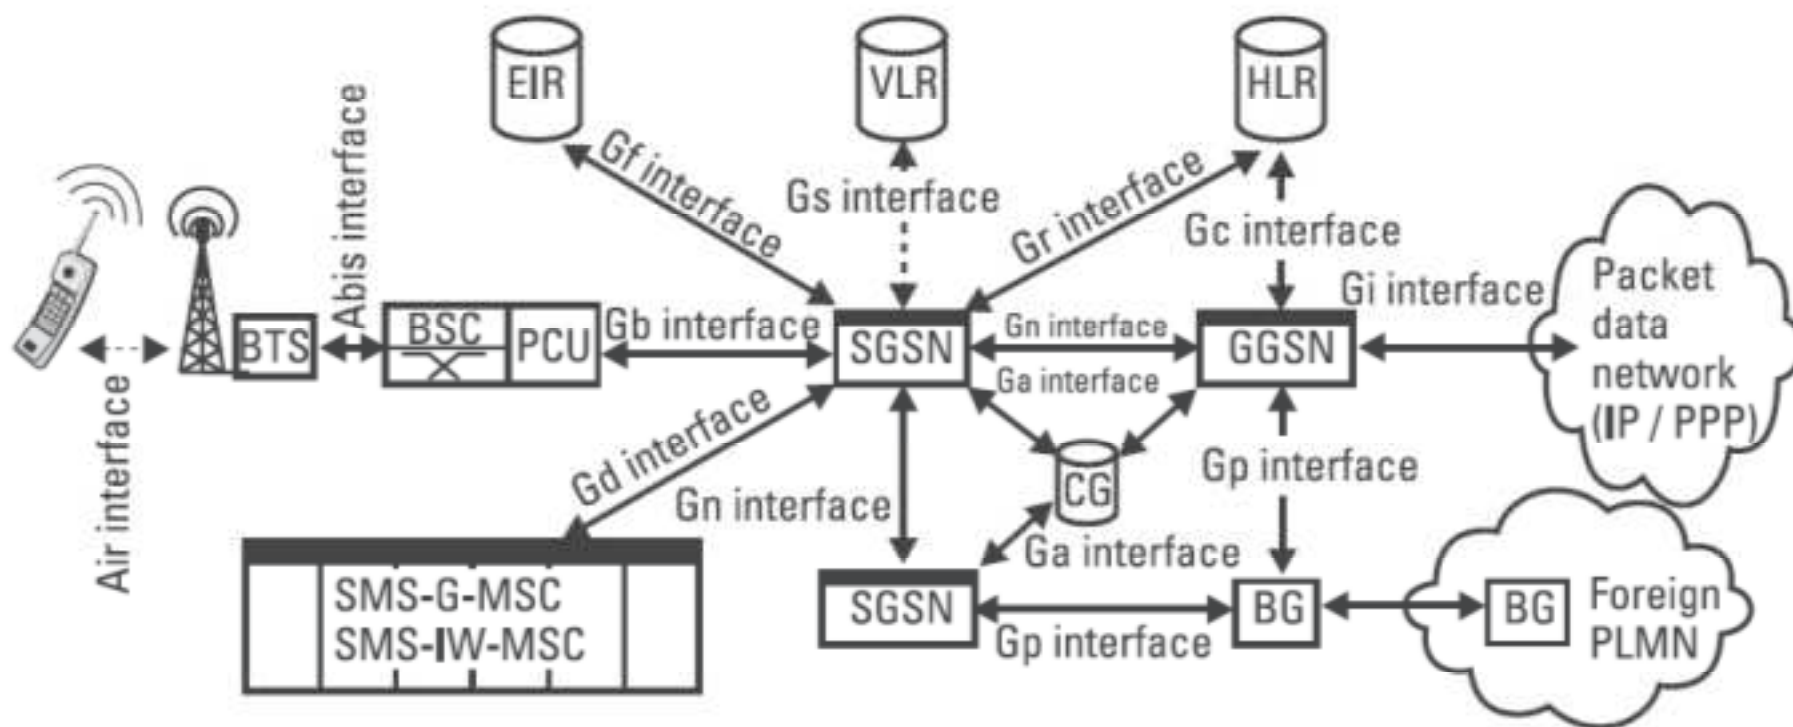 EIR
VLR
HLR
Gf interface
Gs interface
Gr interface
Gc interface
Abis interface
Gi interface
Packet
data
network
(IP / PPP)
BTS
BSC
PCU
Gb interface
SGSN
Gn interface
GGSN
Ga interface
Air interface
Gd interface
Gn interface
CG
Gp interface
Ga interface
SMS-G-MSC
SMS-IW-MSC
SGSN
Gp interface
BG
BG
Foreign
PLMN